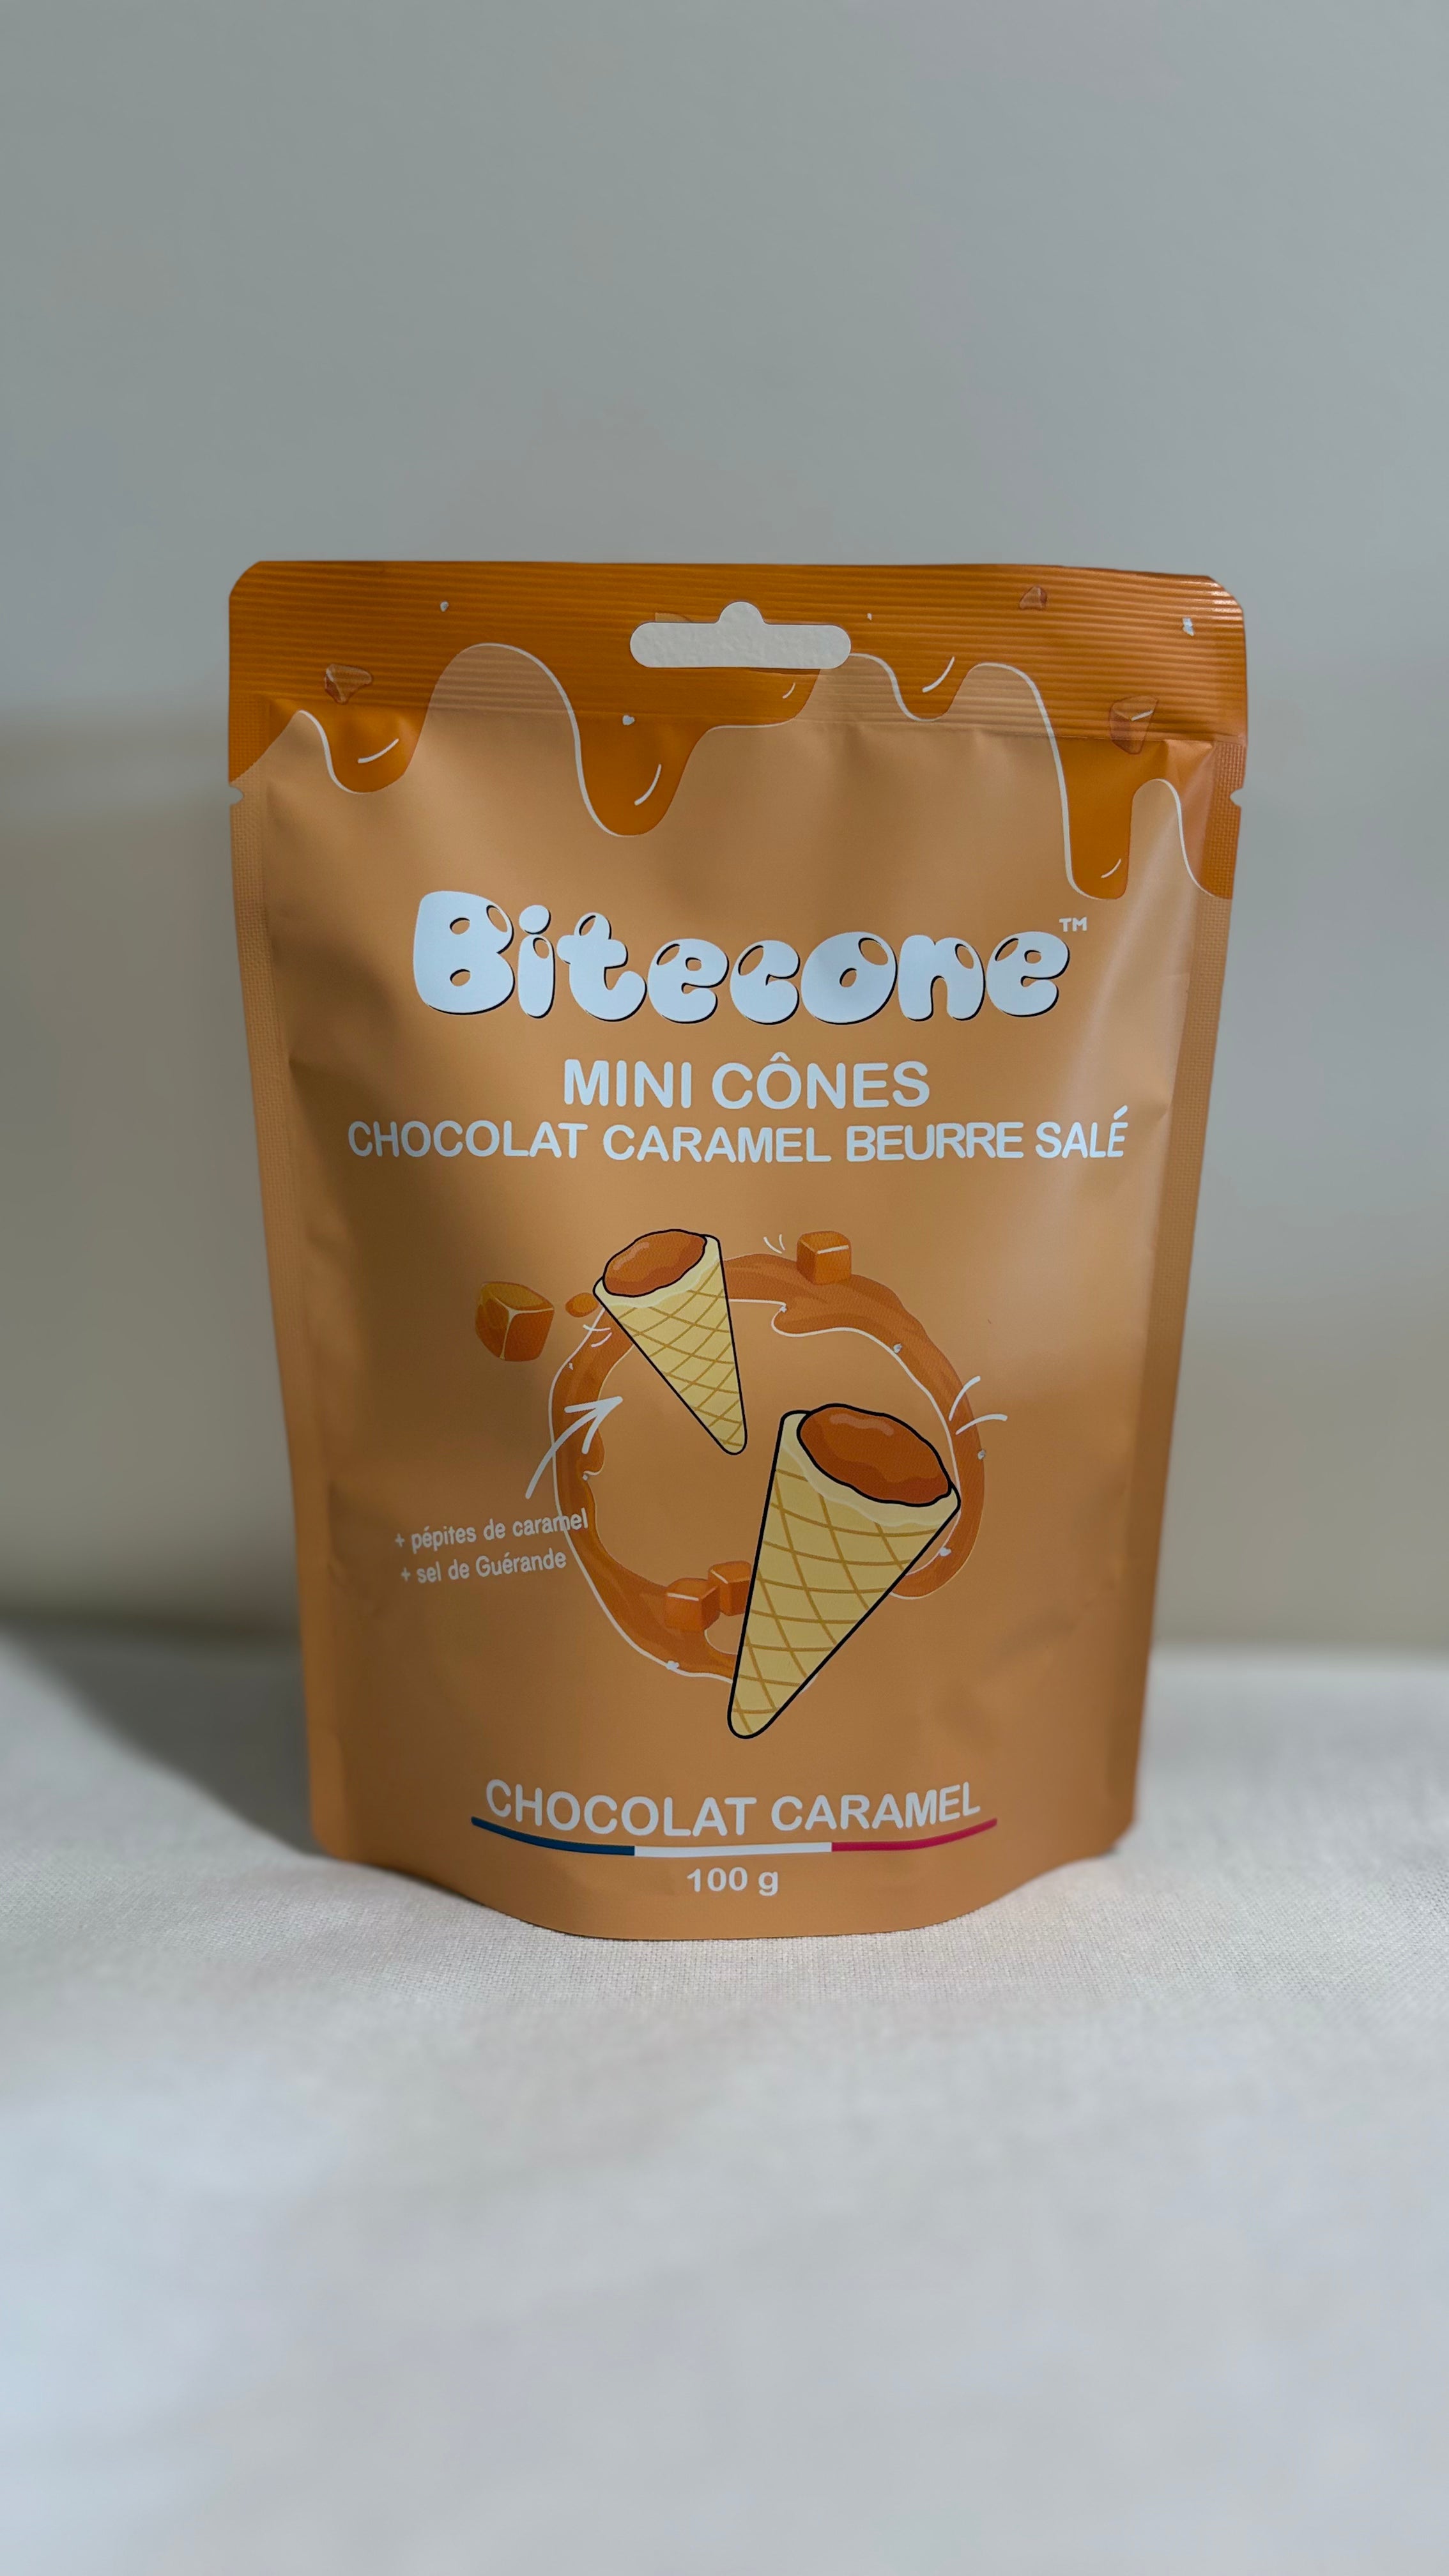 Bitecone™
MINI CÔNES
CHOCOLAT CARAMEL BEURRE SALÉ
+ pépites de caramel
+ sel de Guérande
CHOCOLAT CARAMEL
100 g